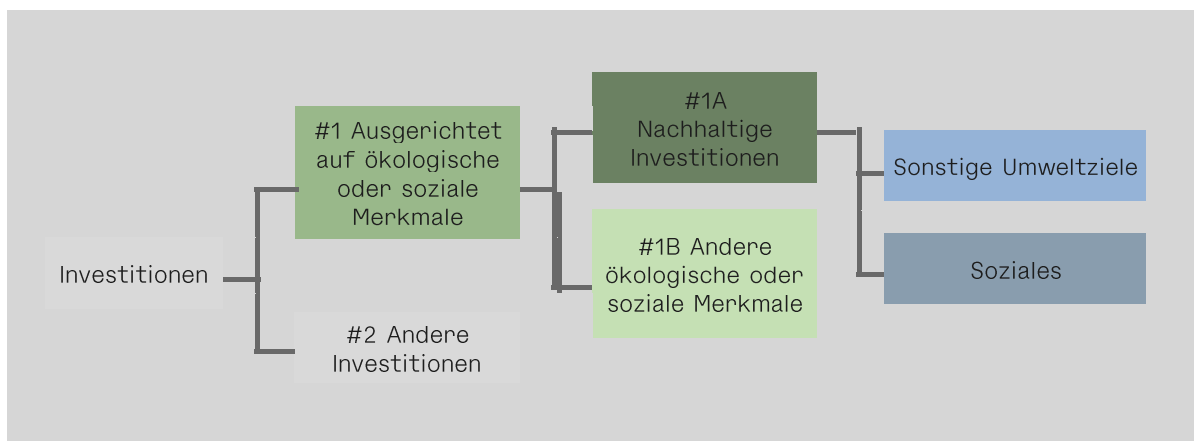 Investitionen
#1 Ausgerichtet
auf ökologische
oder soziale
Merkmale
#2 Andere
Investitionen
#1A
Nachhaltige
Investitionen
#1B Andere
ökologische oder
soziale Merkmale
Sonstige Umweltziele
Soziales